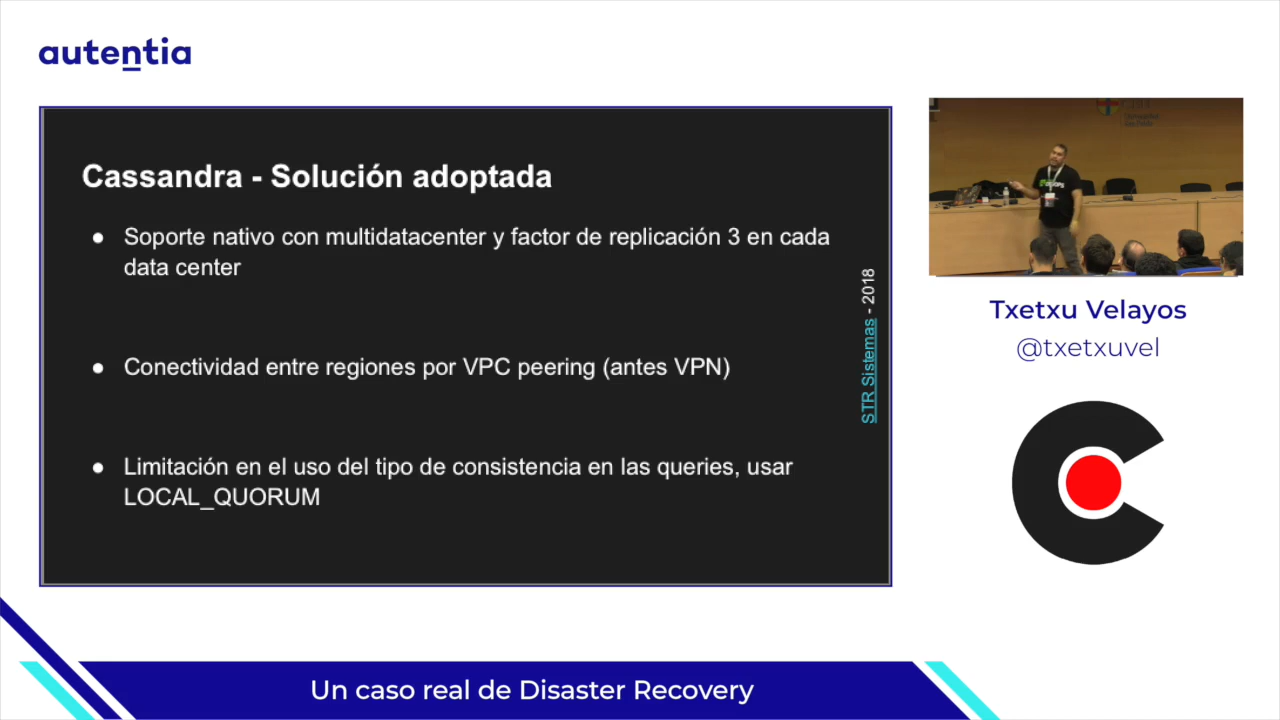 autentia
Cassandra - Solución adoptada
● Soporte nativo con multidatacenter y factor de replicación 3 en cada
data center
● Conectividad entre regiones por VPC peering (antes VPN)
● Limitación en el uso del tipo de consistencia en las queries, usar
LOCAL_QUORUM
STR Sistemas - 2018
Txetxu Velayos
@txetxuvel
Un caso real de Disaster Recovery